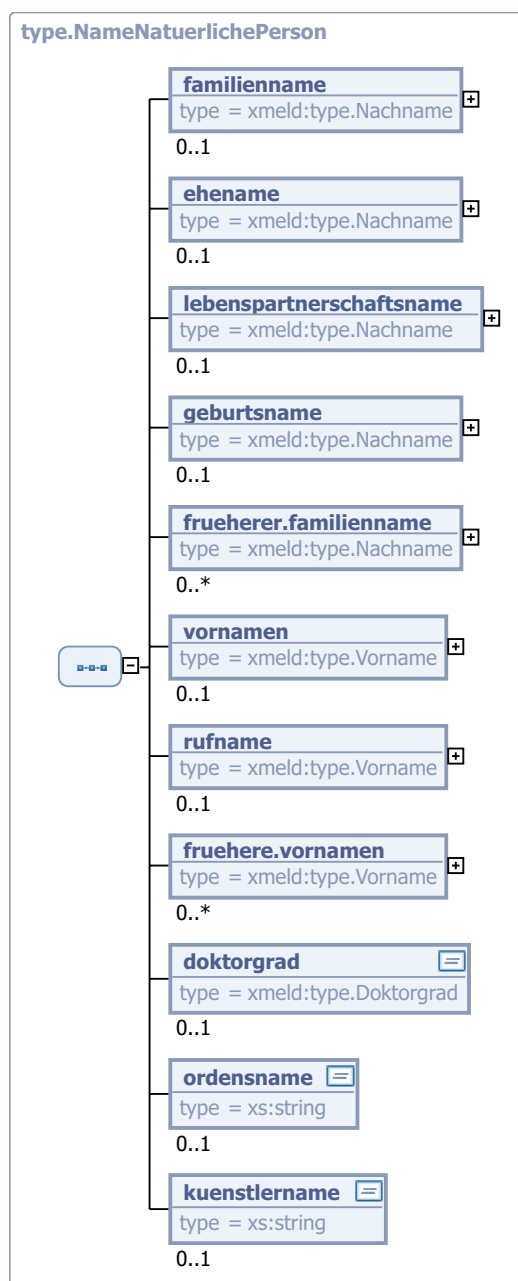 type.NameNatuerlichePerson
familienname
type = xmeld:type.Nachname
0..1
ehename
type = xmeld:type.Nachname
0..1
lebenspartnerschaftsname
type = xmeld:type.Nachname
0..1
geburtsname
type = xmeld:type.Nachname
0..1
frueherer.familienname
type = xmeld:type.Nachname
0..*
vornamen
type = xmeld:type.Vorname
0..1
rufname
type = xmeld:type.Vorname
0..1
fruehere.vornamen
type = xmeld:type.Vorname
0..*
doktorgrad
type = xmeld:type.Doktorgrad
0..1
ordensname
type = xs:string
0..1
kuenstlername
type = xs:string
0..1